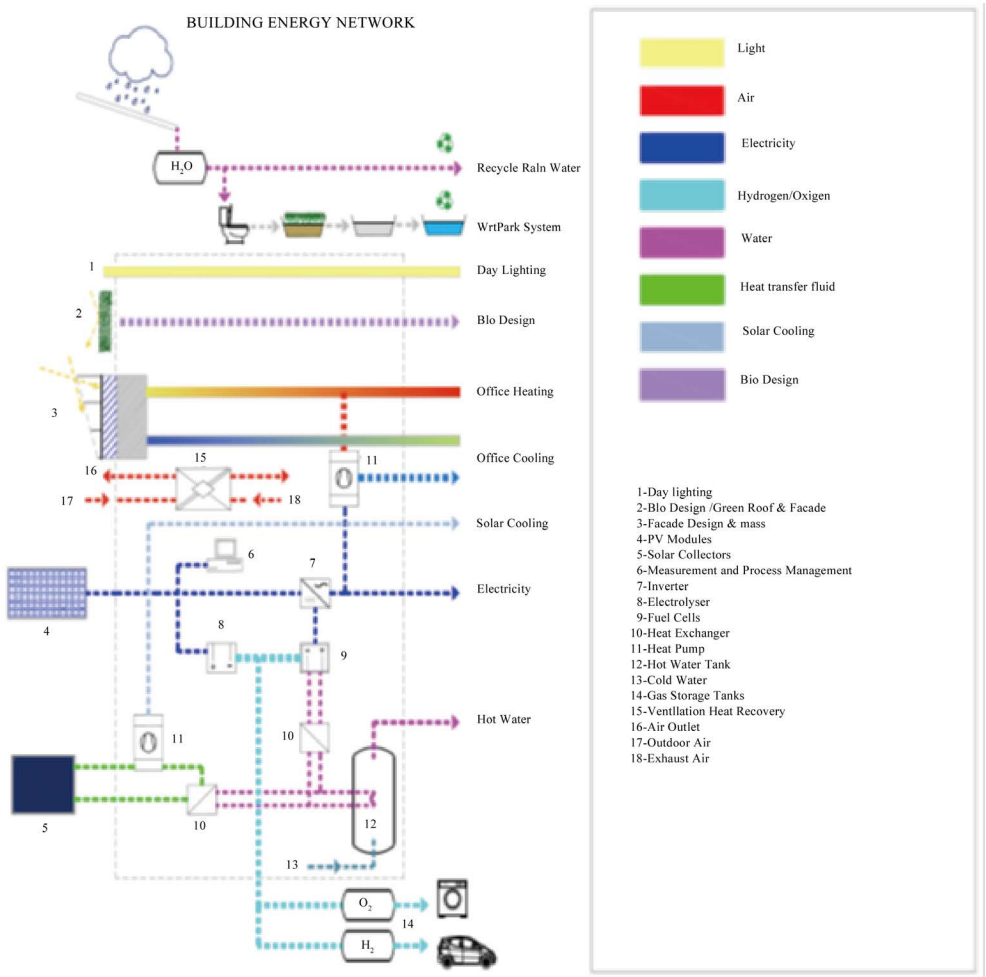 BUILDING ENERGY NETWORK
H2O
Recycle Raln Water
WrtPark System
1
Day Lighting
2
Blo Design
3
Office Heating
Office Cooling
16
15
11
17
18
Solar Cooling
6
7
Electricity
4
8
9
Hot Water
11
10
5
10
12
13
O2
14
H2
Light
Air
Electricity
Hydrogen/Oxigen
Water
Heat transfer fluid
Solar Cooling
Bio Design
1-Day lighting
2-Blo Design /Green Roof & Facade
3-Facade Design & mass
4-PV Modules
5-Solar Collectors
6-Measurement and Process Management
7-Inverter
8-Electrolyser
9-Fuel Cells
10-Heat Exchanger
11-Heat Pump
12-Hot Water Tank
13-Cold Water
14-Gas Storage Tanks
15-Ventllation Heat Recovery
16-Air Outlet
17-Outdoor Air
18-Exhaust Air